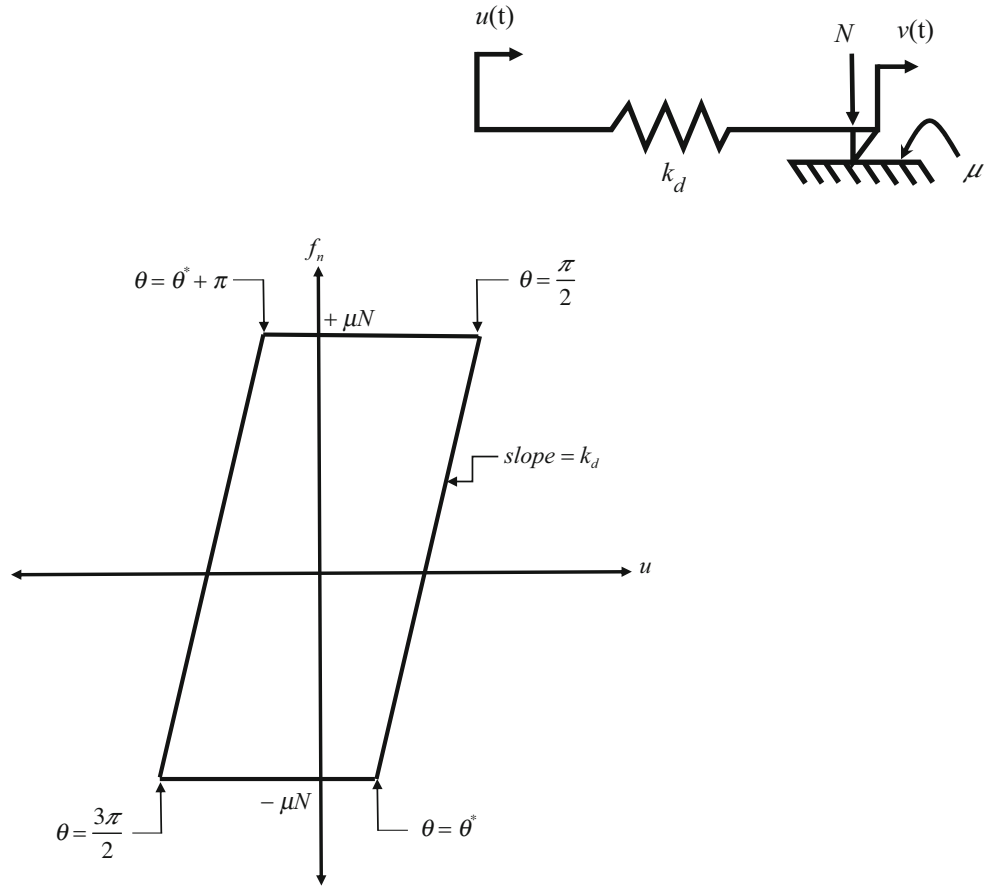 u(t)
N
v(t)
k_d
μ
f_n
θ = θ* + π
θ = π/2
+ μN
slope = k_d
u
− μN
θ = 3π/2
θ = θ*